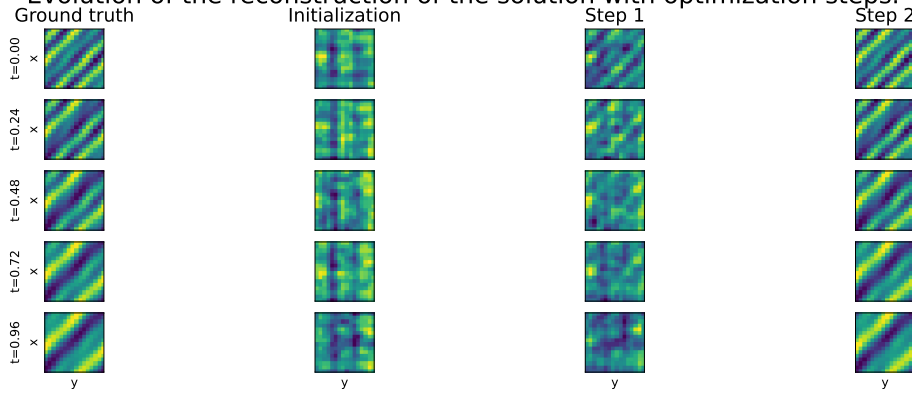 Evolution of the reconstruction of the solution with optimization steps.
Ground truth Initialization Step 1 Step 2
t=0.00 x
t=0.24 x
t=0.48 x
t=0.72 x
t=0.96 x
y y y y